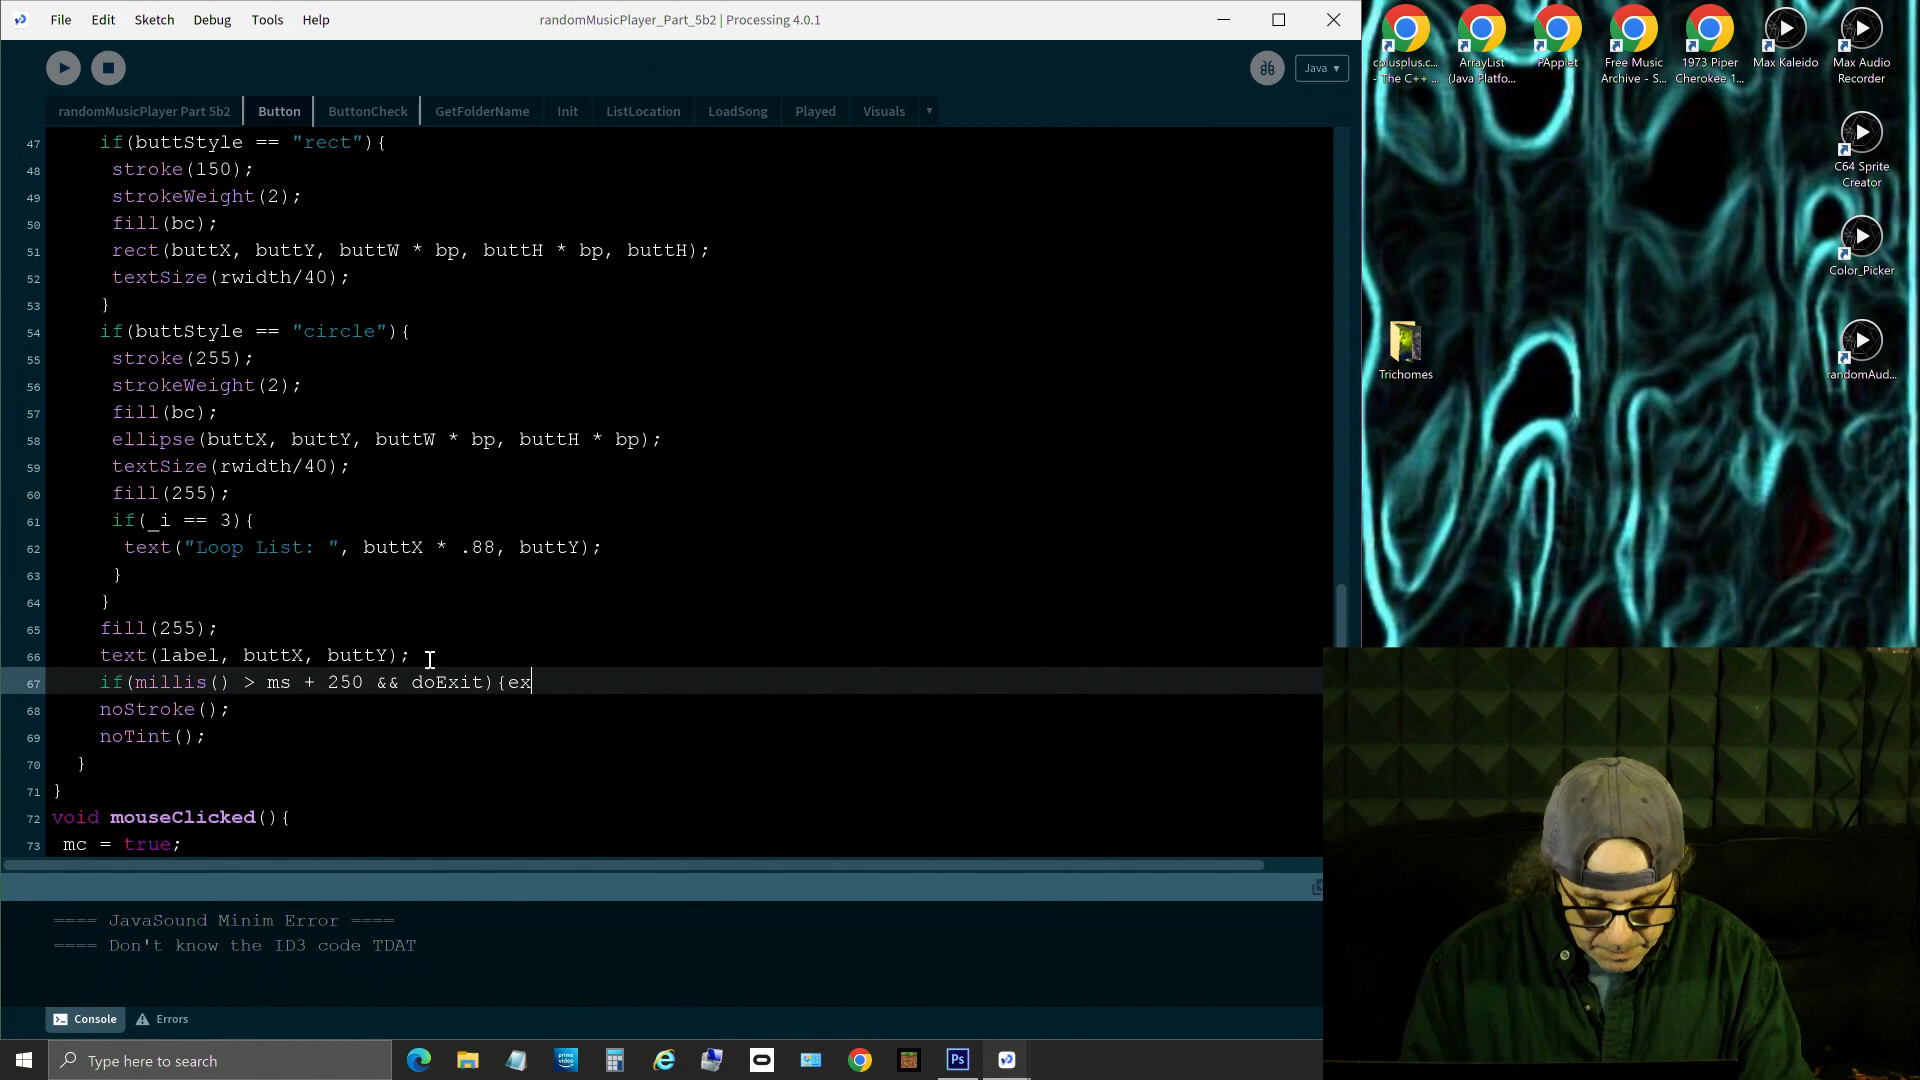 File Edit Sketch Debug Tools Help
randomMusicPlayer_Part_5b2 | Processing 4.0.1
Java ▾
randomMusicPlayer Part 5b2 Button ButtonCheck GetFolderName Init ListLocation LoadSong Played Visuals ▾
47 if(buttStyle == "rect"){
48 stroke(150);
49 strokeWeight(2);
50 fill(bc);
51 rect(buttX, buttY, buttW * bp, buttH * bp, buttH);
52 textSize(rwidth/40);
53 }
54 if(buttStyle == "circle"){
55 stroke(255);
56 strokeWeight(2);
57 fill(bc);
58 ellipse(buttX, buttY, buttW * bp, buttH * bp);
59 textSize(rwidth/40);
60 fill(255);
61 if(_i == 3){
62 text("Loop List: ", buttX * .88, buttY);
63 }
64 }
65 fill(255);
66 text(label, buttX, buttY);
67 if(millis() > ms + 250 && doExit){ex
68 noStroke();
69 noTint();
70 }
71 }
72 void mouseClicked(){
73 mc = true;
==== JavaSound Minim Error ====
==== Don't know the ID3 code TDAT
Console Errors
Type here to search
Ps
cplusplus.c...
- The C++ ...
ArrayList
(Java Platfo...
PApplet
Free Music
Archive - S...
1973 Piper
Cherokee 1...
Max Kaleido
Max Audio
Recorder
C64 Sprite
Creator
Color_Picker
Trichomes
randomAud...